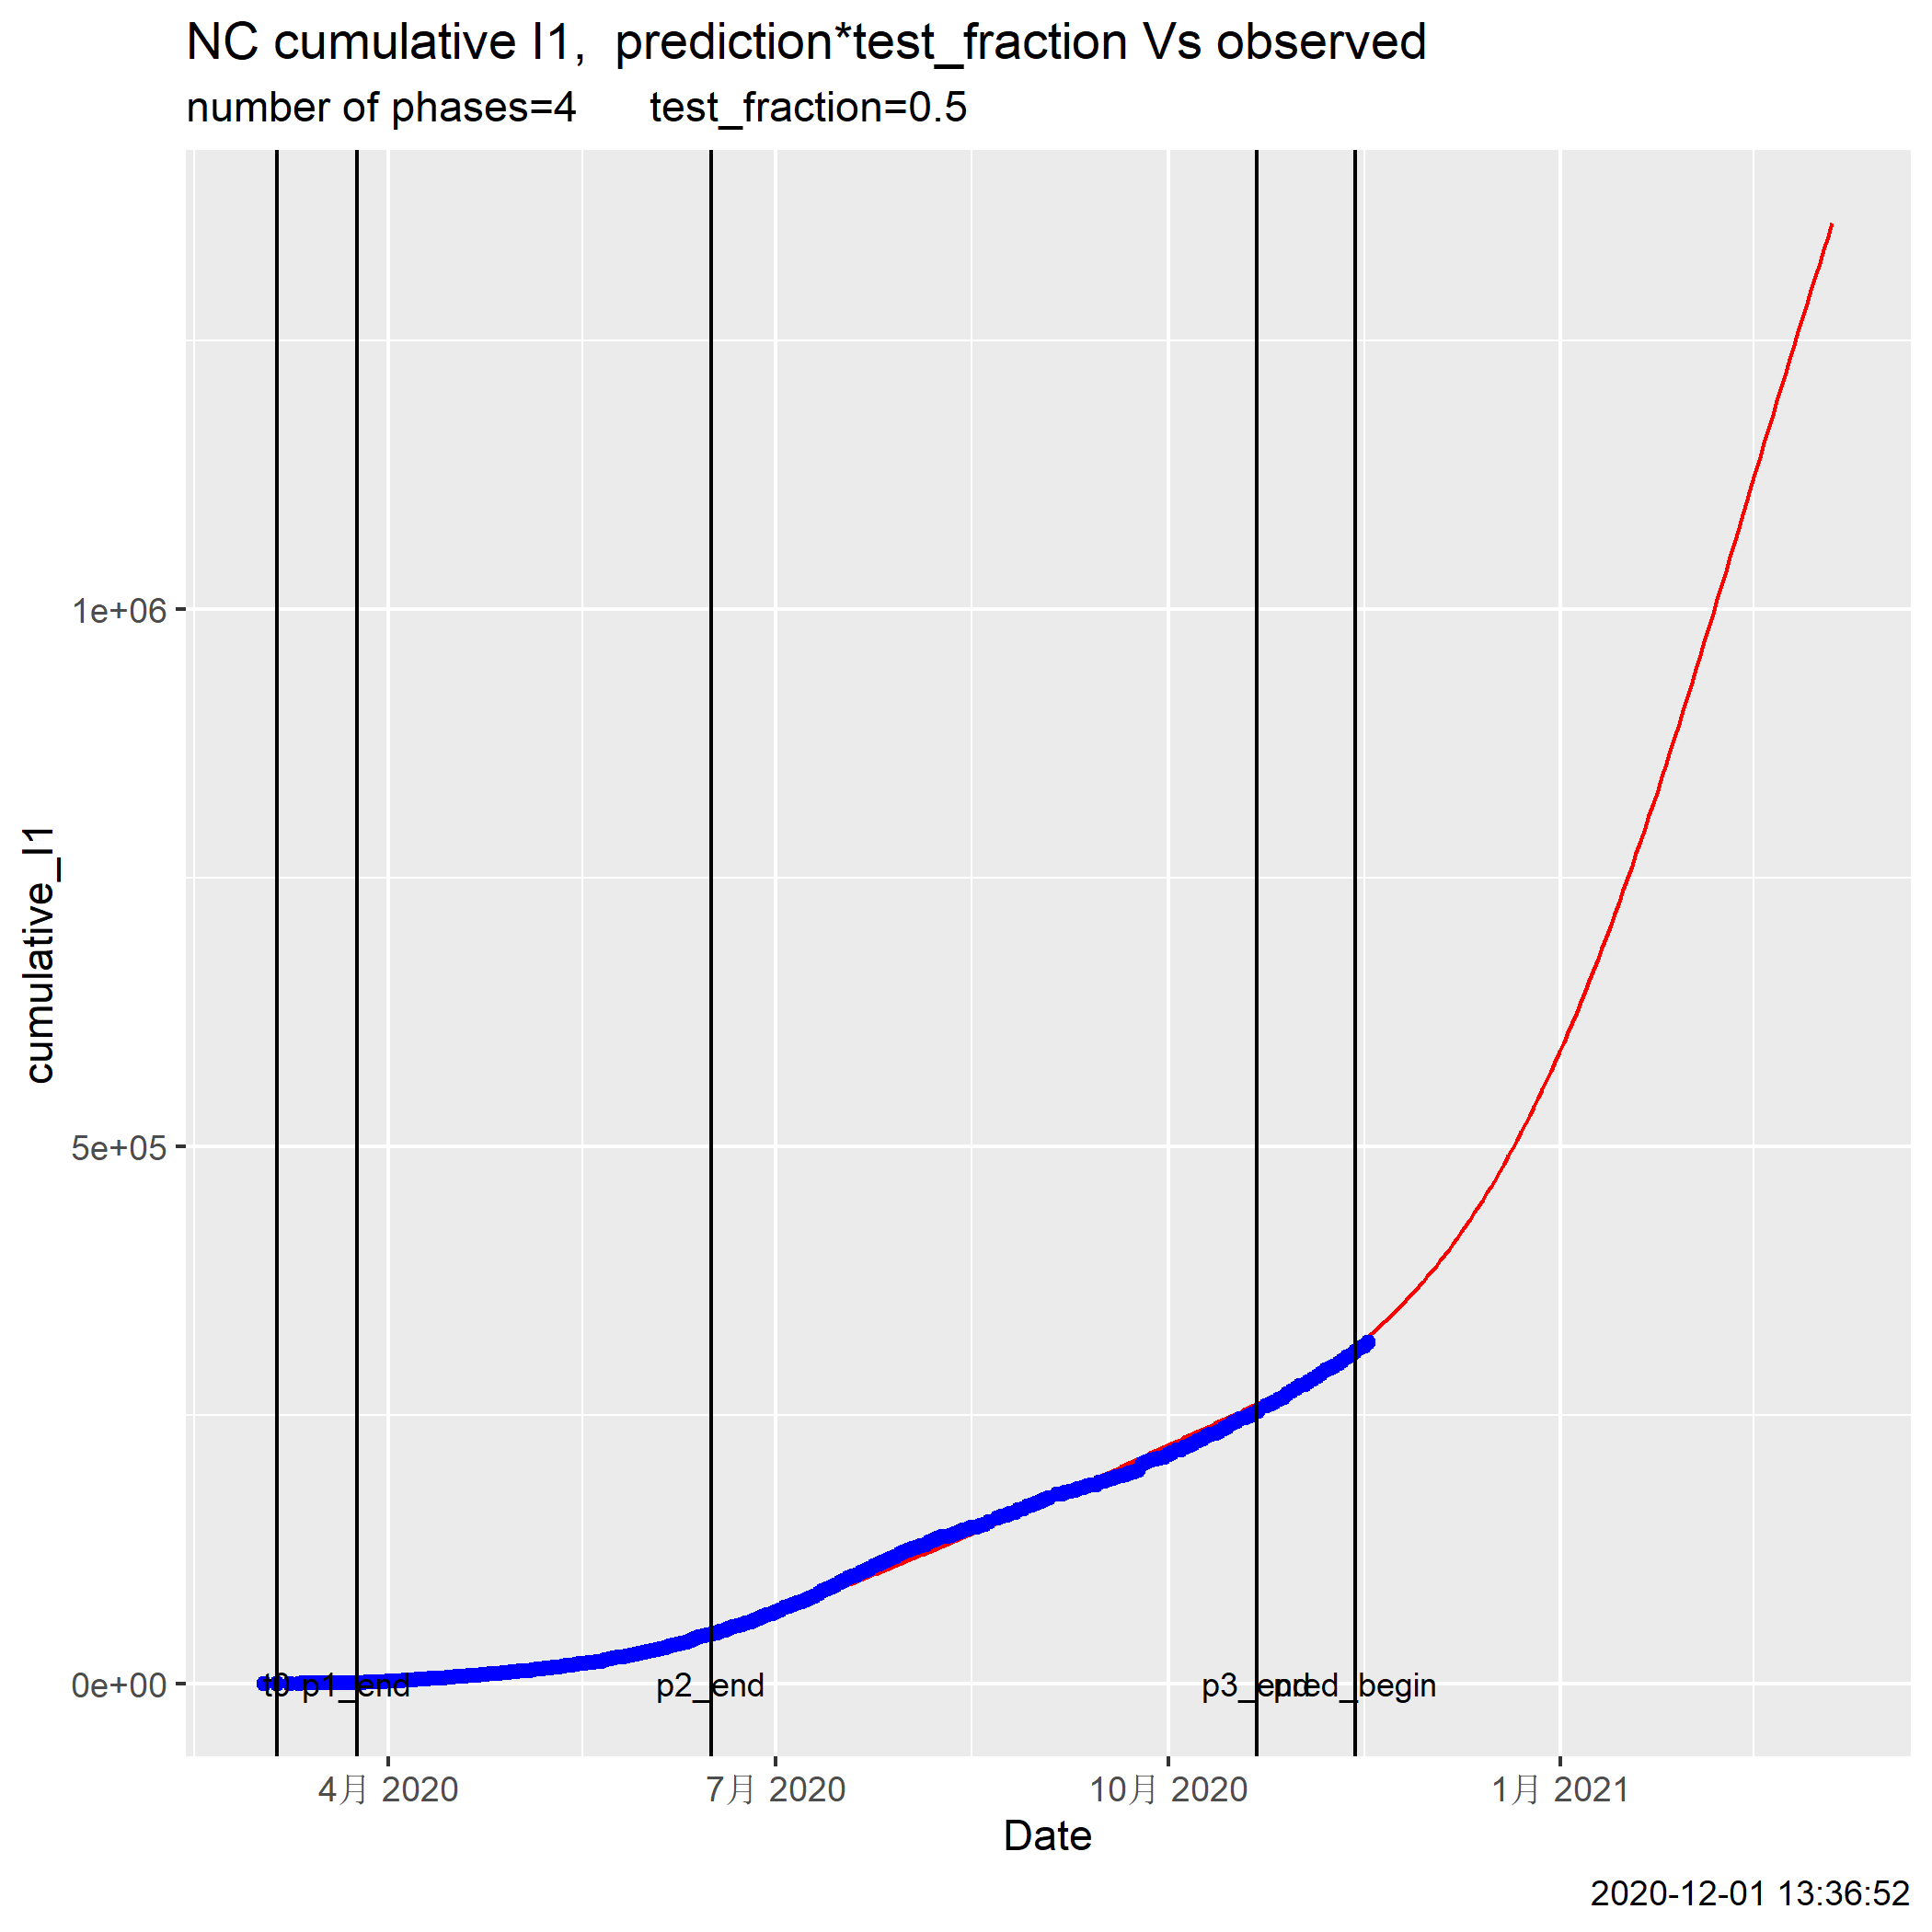 NC cumulative I1,  prediction*test_fraction Vs observed
number of phases=4      test_fraction=0.5
cumulative_I1
1e+06
5e+05
0e+00
t0 p1_end p2_end p3_end pred_begin
4月 2020 7月 2020 10月 2020 1月 2021
Date
2020-12-01 13:36:52